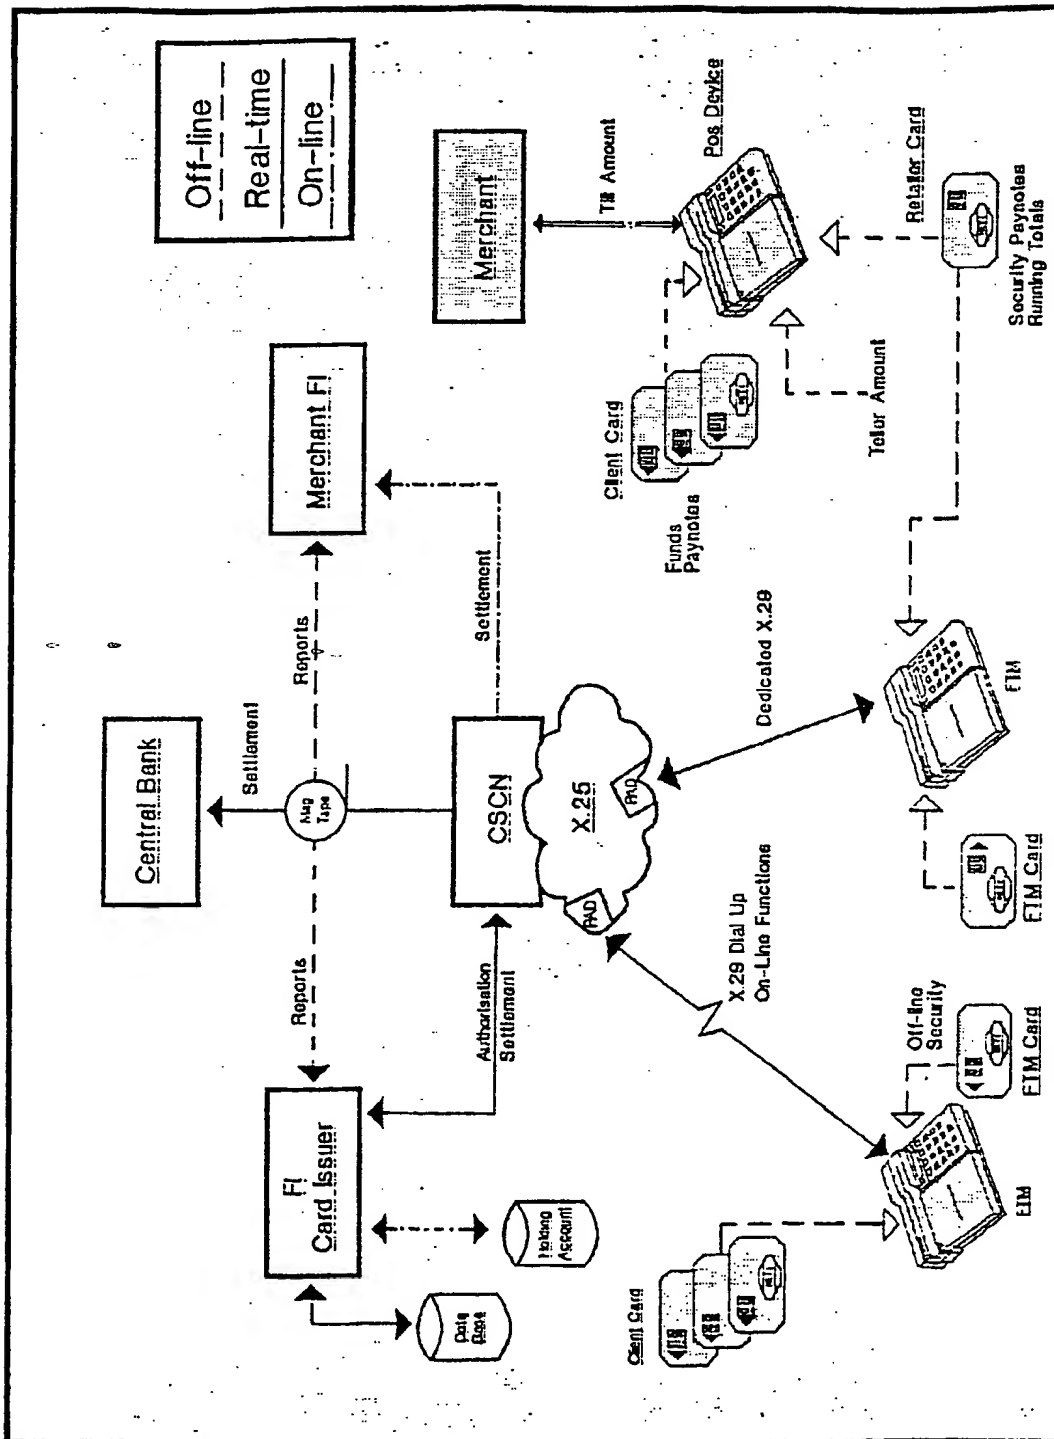 Off-line
Real-time
On-line
Central Bank
Settlement
Mag
Tape
Reports
Reports
FI
Card Issuer
Merchant FI
Merchant
Authorisation
Settlement
CSCN
Settlement
Till Amount
Data
Base
Holding
Account
X.25
PAD
PAD
Client Card
Funds
Paynotes
Pos Device
X.29 Dial Up
On-Line Functions
Dedicated X.29
Teller Amount
Retailer Card
Client Card
Off-line
Security
Security Paynotes
Running Totals
FTM
FTM Card
FTM Card
FTM